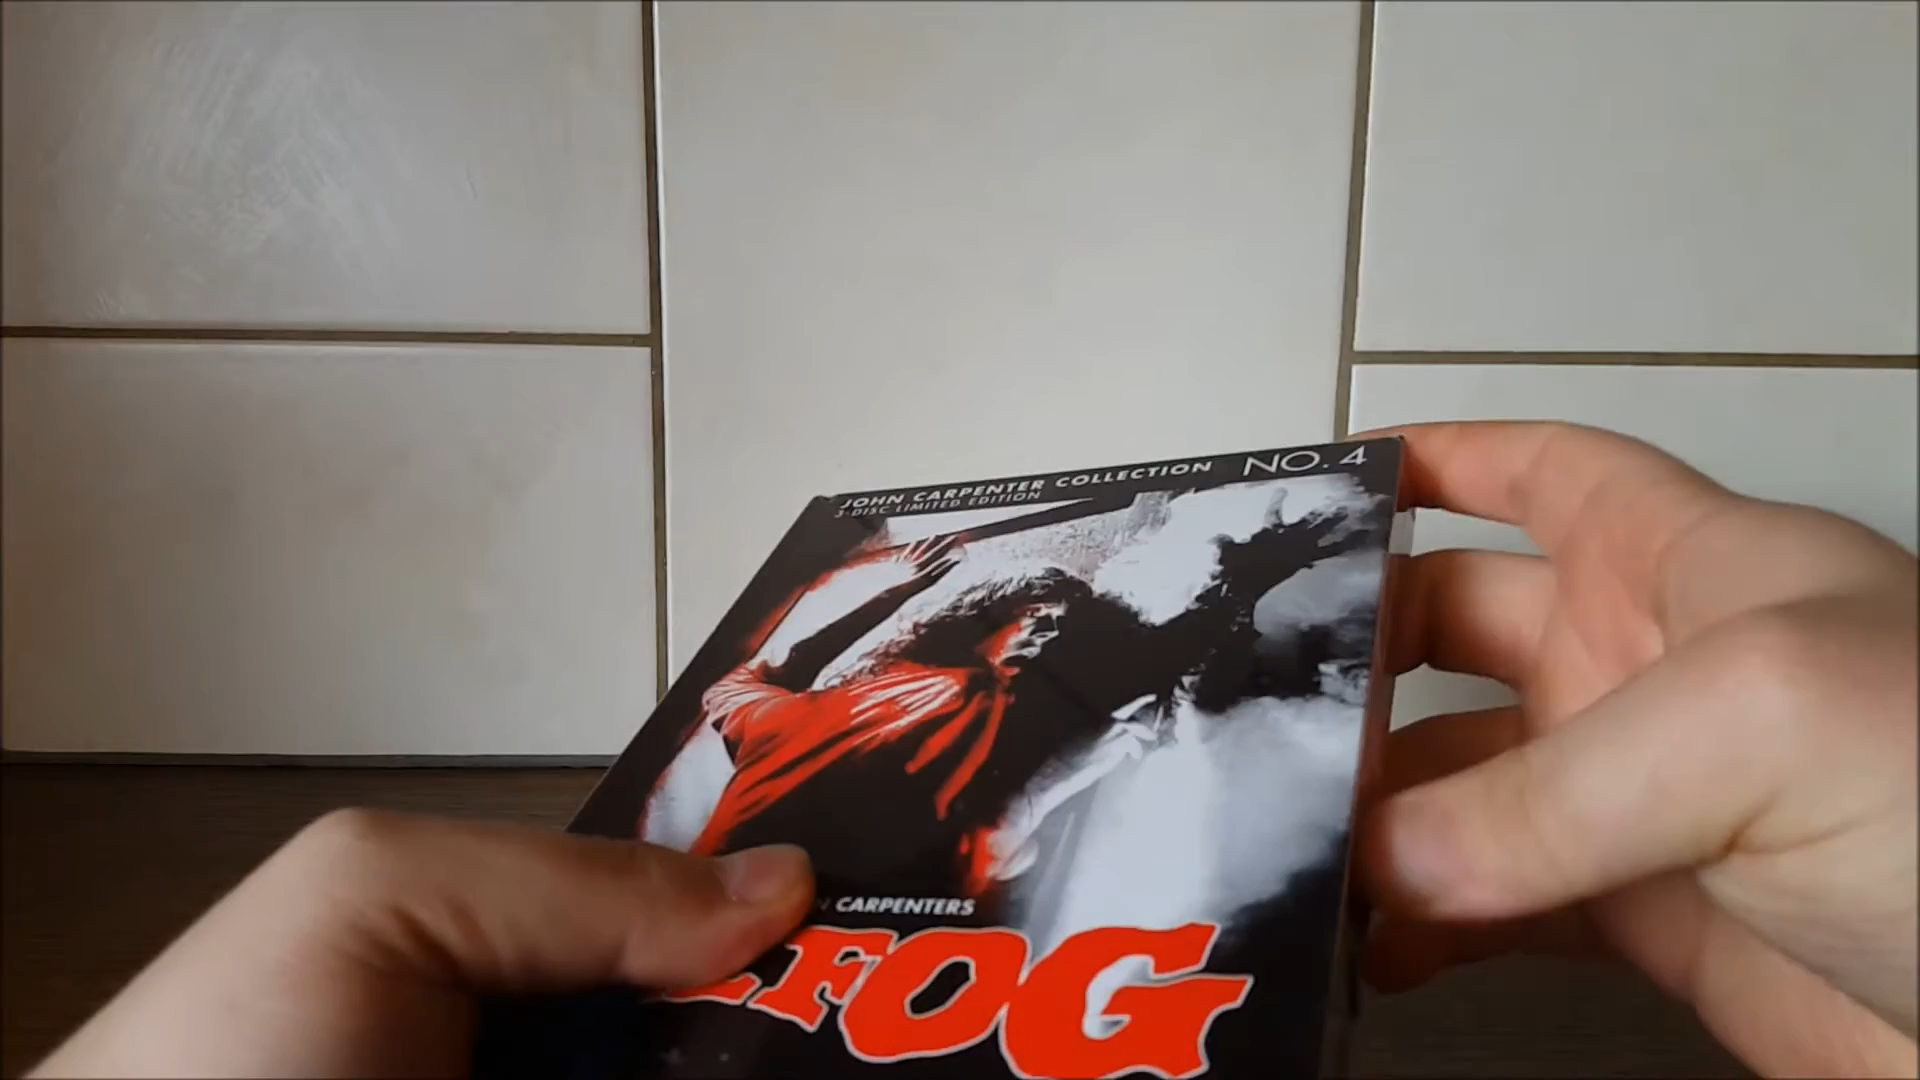 JOHN CARPENTER COLLECTION NO. 4
3-DISC LIMITED EDITION
CARPENTERS
FOG